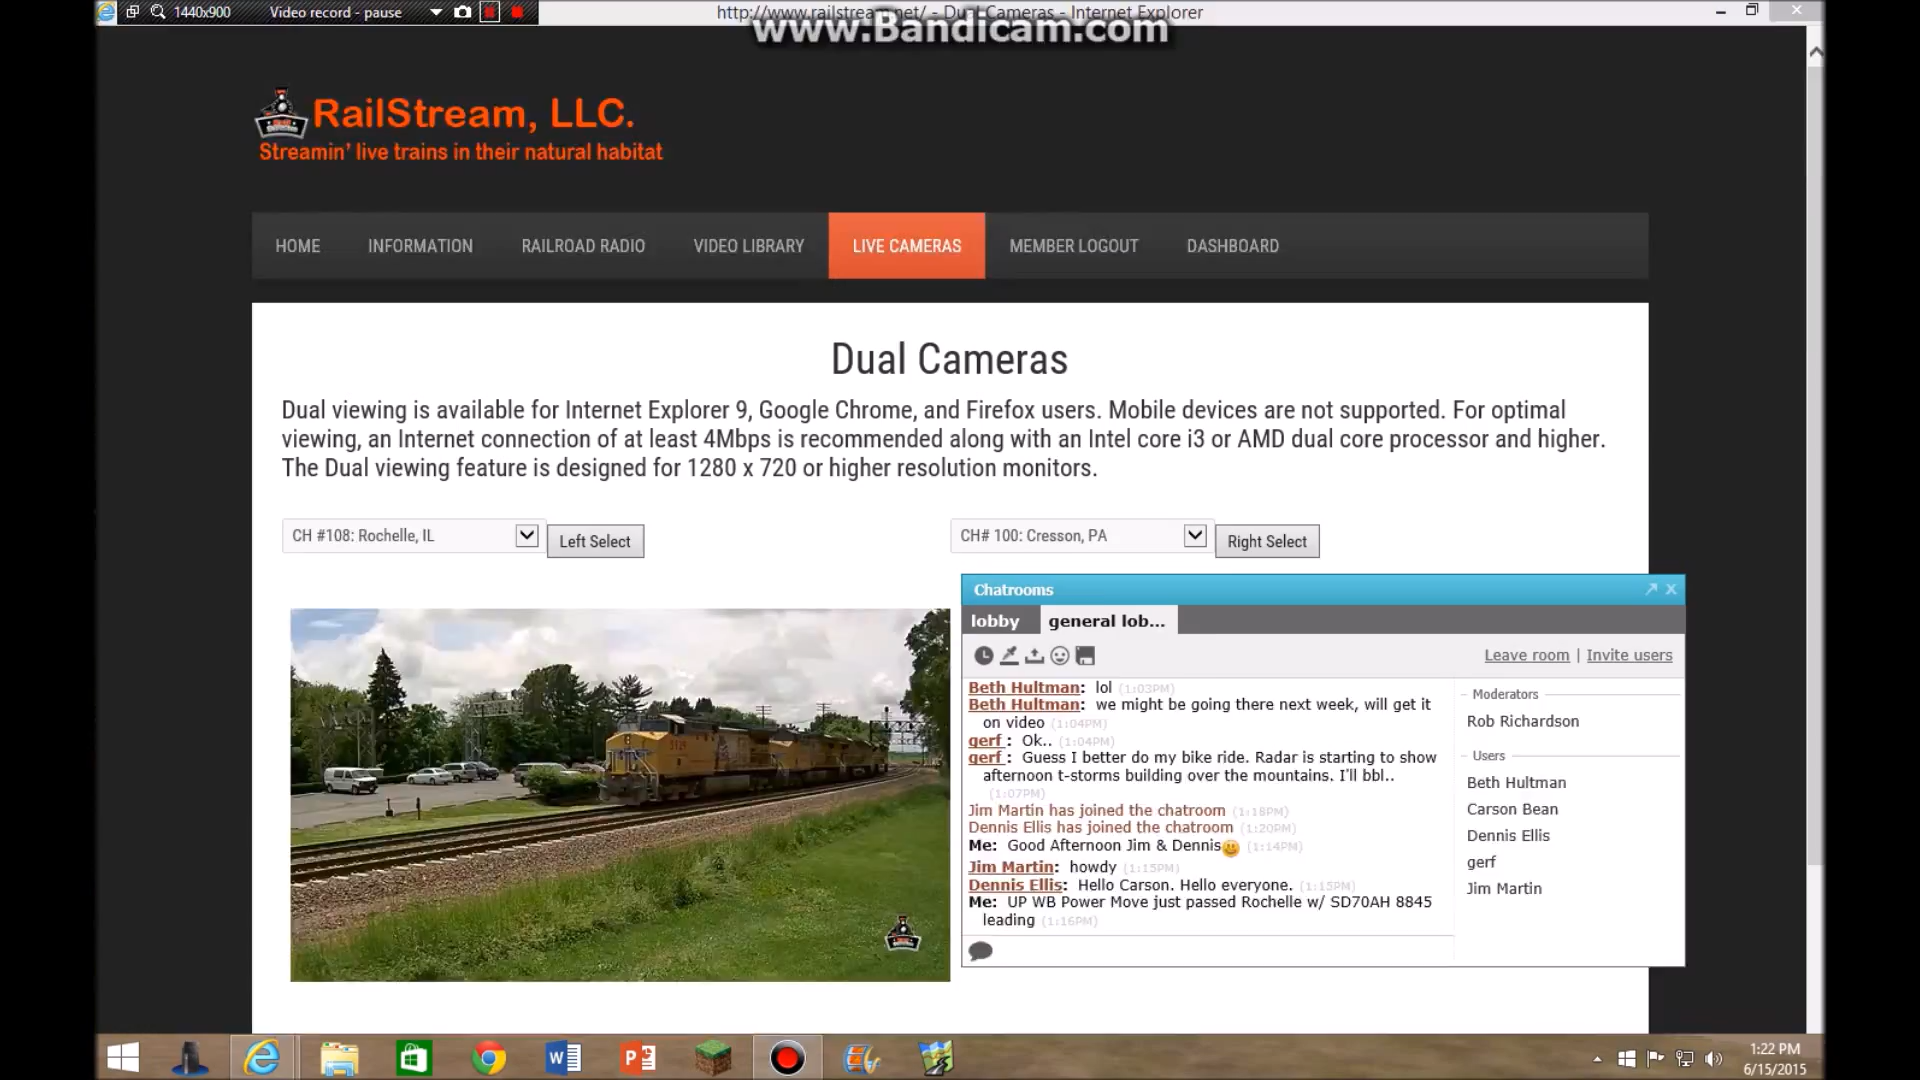 1440x900 Video record - pause
http://www.railstream.net/ - Dual Cameras - Internet Explorer
www.Bandicam.com
RailStream, LLC.
Streamin' live trains in their natural habitat
HOME INFORMATION RAILROAD RADIO VIDEO LIBRARY LIVE CAMERAS MEMBER LOGOUT DASHBOARD
Dual Cameras
Dual viewing is available for Internet Explorer 9, Google Chrome, and Firefox users. Mobile devices are not supported. For optimal
viewing, an Internet connection of at least 4Mbps is recommended along with an Intel core i3 or AMD dual core processor and higher.
The Dual viewing feature is designed for 1280 x 720 or higher resolution monitors.
CH #108: Rochelle, IL Left Select
CH# 100: Cresson, PA Right Select
Chatrooms
lobby general lob...
Leave room | Invite users
Beth Hultman: lol (1:03PM)
Beth Hultman: we might be going there next week, will get it
on video (1:04PM)
gerf : Ok.. (1:04PM)
gerf : Guess I better do my bike ride. Radar is starting to show
afternoon t-storms building over the mountains. I'll bbl..
(1:07PM)
Jim Martin has joined the chatroom (1:18PM)
Dennis Ellis has joined the chatroom (1:20PM)
Me: Good Afternoon Jim & Dennis (1:14PM)
Jim Martin: howdy (1:15PM)
Dennis Ellis: Hello Carson. Hello everyone. (1:15PM)
Me: UP WB Power Move just passed Rochelle w/ SD70AH 8845
leading (1:16PM)
Moderators
Rob Richardson
Users
Beth Hultman
Carson Bean
Dennis Ellis
gerf
Jim Martin
1:22 PM
6/15/2015